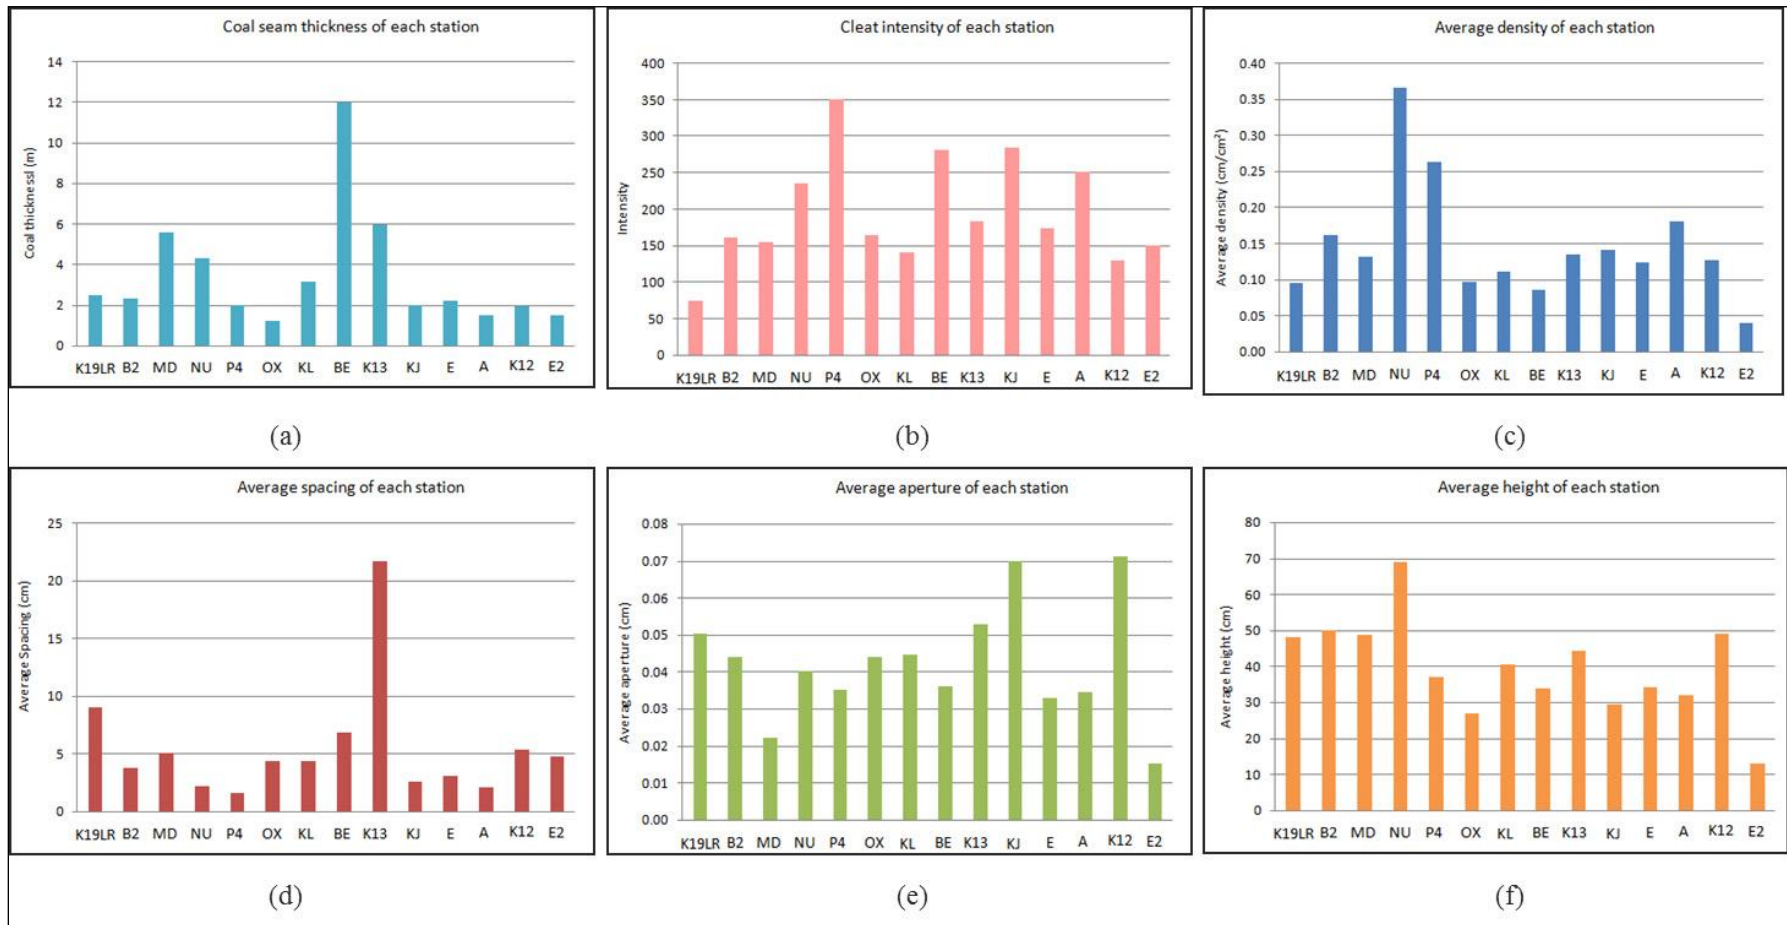 Coal seam thickness of each station
14
12
10
8
6
4
2
0
Coal thicknessl (m)
K19LR B2 MD NU P4 OX KL BE K13 KJ E A K12 E2
(a)
Cleat intensity of each station
400
350
300
250
200
150
100
50
0
Intensity
K19LR B2 MD NU P4 OX KL BE K13 KJ E A K12 E2
(b)
Average density of each station
0.40
0.35
0.30
0.25
0.20
0.15
0.10
0.05
0.00
Average density (cm/cm²)
K19LR B2 MD NU P4 OX KL BE K13 KJ E A K12 E2
(c)
Average spacing of each station
25
20
15
10
5
0
Average Spacing (cm)
K19LR B2 MD NU P4 OX KL BE K13 KJ E A K12 E2
(d)
Average aperture of each station
0.08
0.07
0.06
0.05
0.04
0.03
0.02
0.01
0.00
Average aperture (cm)
K19LR B2 MD NU P4 OX KL BE K13 KJ E A K12 E2
(e)
Average height of each station
80
70
60
50
40
30
20
10
0
Average height (cm)
K19LR B2 MD NU P4 OX KL BE K13 KJ E A K12 E2
(f)